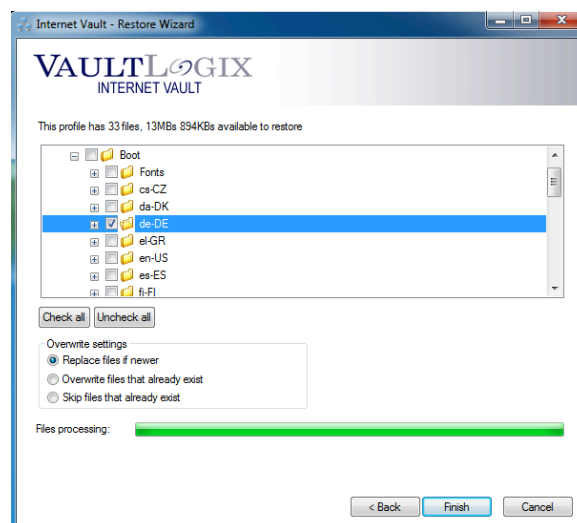 Internet Vault - Restore Wizard
VAULTLOGIX
INTERNET VAULT
This profile has 33 files, 13MBs 894KBs available to restore
Boot
Fonts
cs-CZ
da-DK
de-DE
el-GR
en-US
es-ES
fi-FI
Check all Uncheck all
Overwrite settings
Replace files if newer
Overwrite files that already exist
Skip files that already exist
Files processing:
< Back Finish Cancel